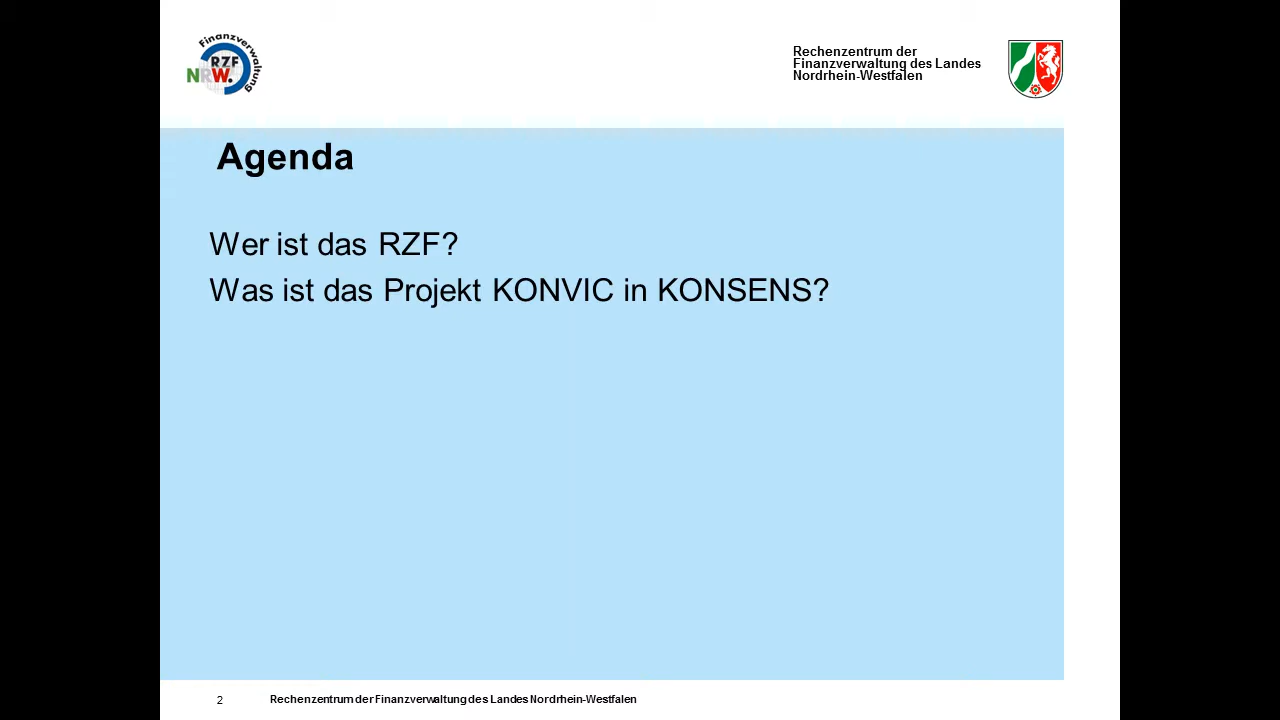 Finanzverwaltung
RZF
NRW.
Rechenzentrum der
Finanzverwaltung des Landes
Nordrhein-Westfalen
Agenda
Wer ist das RZF?
Was ist das Projekt KONVIC in KONSENS?
2 Rechenzentrum der Finanzverwaltung des Landes Nordrhein-Westfalen